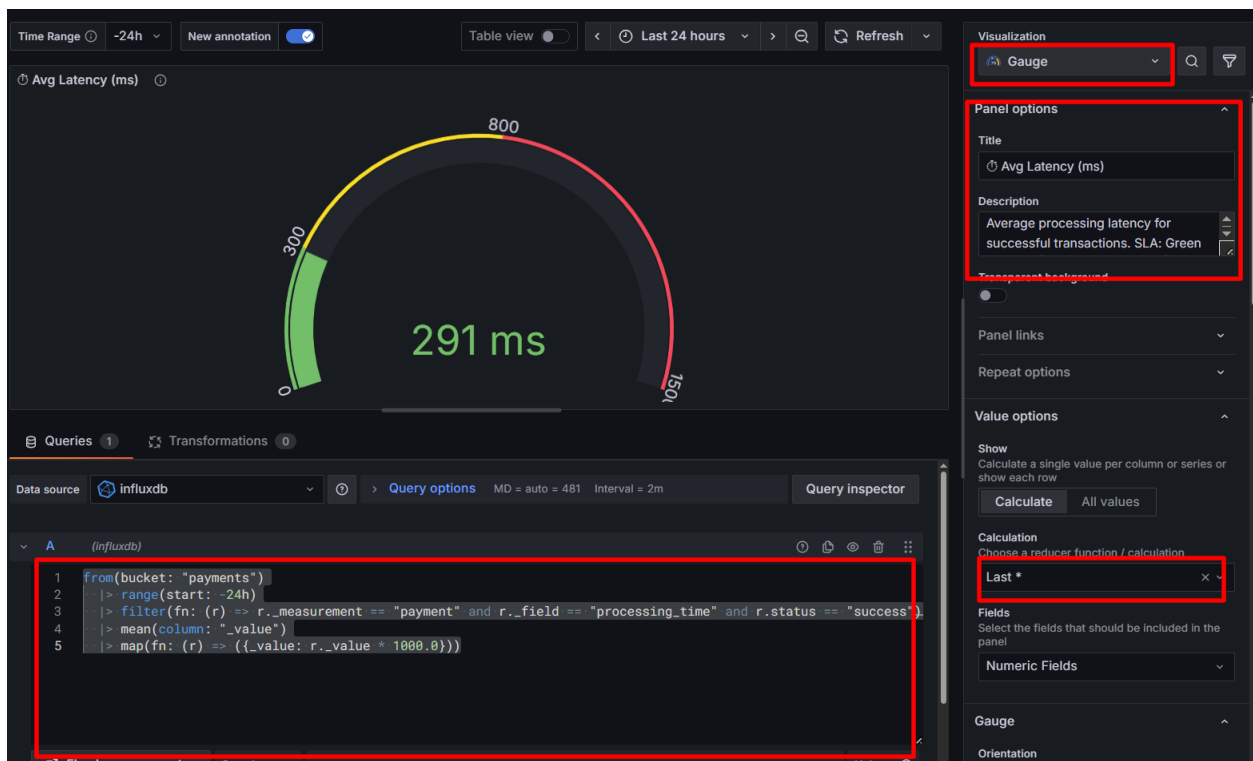 Time Range -24h New annotation Table view Last 24 hours Refresh
Avg Latency (ms)
800
300
291 ms
0
1500
Queries 1 Transformations 0
Data source influxdb Query options MD = auto = 481 Interval = 2m Query inspector
A (influxdb)
1 from(bucket: "payments")
2 |> range(start: -24h)
3 |> filter(fn: (r) => r._measurement == "payment" and r._field == "processing_time" and r.status == "success")
4 |> mean(column: "_value")
5 |> map(fn: (r) => ({_value: r._value * 1000.0}))
Visualization
Gauge
Panel options
Title
Avg Latency (ms)
Description
Average processing latency for
successful transactions. SLA: Green
Transparent background
Panel links
Repeat options
Value options
Show
Calculate a single value per column or series or
show each row
Calculate All values
Calculation
Choose a reducer function / calculation
Last *
Fields
Select the fields that should be included in the
panel
Numeric Fields
Gauge
Orientation